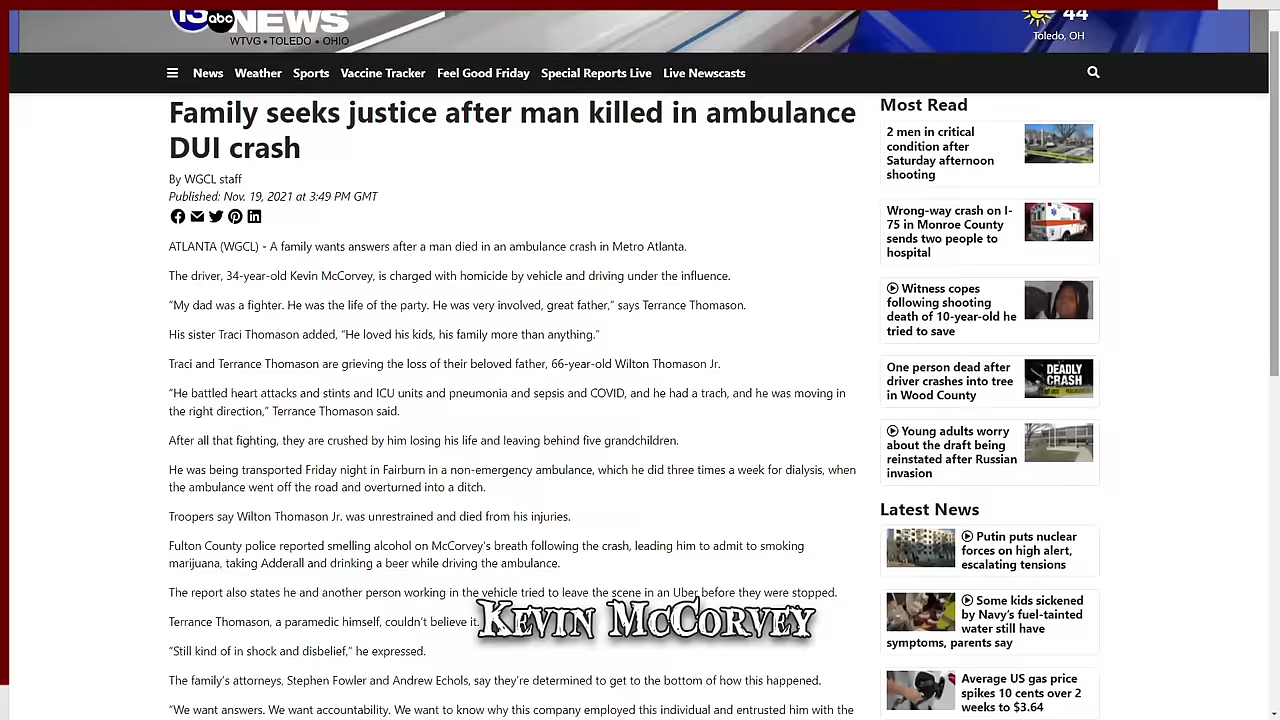 13 abc NEWS
WTVG • TOLEDO • OHIO
44
Toledo, OH
News Weather Sports Vaccine Tracker Feel Good Friday Special Reports Live Live Newscasts
Family seeks justice after man killed in ambulance
DUI crash
By WGCL staff
Published: Nov. 19, 2021 at 3:49 PM GMT
ATLANTA (WGCL) - A family wants answers after a man died in an ambulance crash in Metro Atlanta.
The driver, 34-year-old Kevin McCorvey, is charged with homicide by vehicle and driving under the influence.
“My dad was a fighter. He was the life of the party. He was very involved, great father,” says Terrance Thomason.
His sister Traci Thomason added, “He loved his kids, his family more than anything.”
Traci and Terrance Thomason are grieving the loss of their beloved father, 66-year-old Wilton Thomason Jr.
“He battled heart attacks and stints and ICU units and pneumonia and sepsis and COVID, and he had a trach, and he was moving in
the right direction,” Terrance Thomason said.
After all that fighting, they are crushed by him losing his life and leaving behind five grandchildren.
He was being transported Friday night in Fairburn in a non-emergency ambulance, which he did three times a week for dialysis, when
the ambulance went off the road and overturned into a ditch.
Troopers say Wilton Thomason Jr. was unrestrained and died from his injuries.
Fulton County police reported smelling alcohol on McCorvey’s breath following the crash, leading him to admit to smoking
marijuana, taking Adderall and drinking a beer while driving the ambulance.
The report also states he and another person working in the vehicle tried to leave the scene in an Uber before they were stopped.
Terrance Thomason, a paramedic himself, couldn’t believe it.
Kevin McCorvey
“Still kind of in shock and disbelief,” he expressed.
The family’s attorneys, Stephen Fowler and Andrew Echols, say they’re determined to get to the bottom of how this happened.
“We want answers. We want accountability. We want to know why this company employed this individual and entrusted him with the
Most Read
2 men in critical
condition after
Saturday afternoon
shooting
Wrong-way crash on I-
75 in Monroe County
sends two people to
hospital
Witness copes
following shooting
death of 10-year-old he
tried to save
One person dead after
driver crashes into tree
in Wood County
DEADLY
CRASH
Young adults worry
about the draft being
reinstated after Russian
invasion
Latest News
Putin puts nuclear
forces on high alert,
escalating tensions
Some kids sickened
by Navy’s fuel-tainted
water still have
symptoms, parents say
Average US gas price
spikes 10 cents over 2
weeks to $3.64